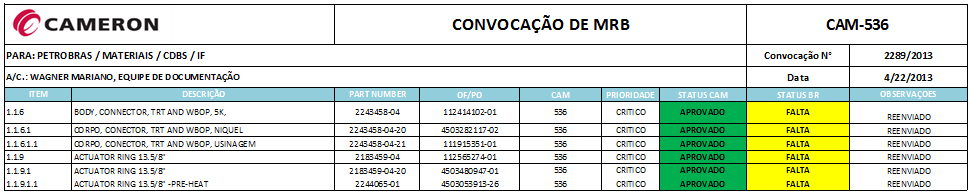 CAMERON CONVOCAÇÃO DE MRB CAM-536
PARA: PETROBRAS / MATERIAIS / CDBS / IF Convocação N° 2289/2013
A/C.: WAGNER MARIANO, EQUIPE DE DOCUMENTAÇÃO Data 4/22/2013
ITEM DESCRIÇÃO PART NUMBER OF/PO CAM PRIORIDADE STATUS CAM STATUS BR OBSERVAÇOES
1.1.6 BODY, CONNECTOR, TRT AND WBOP, 5K, 2243458-04 112414102-01 536 CRITICO APROVADO FALTA REENVIADO
1.1.6.1 CORPO, CONECTOR, TRT AND WBOP, NIQUEL 2243458-04-20 4503282117-02 536 CRITICO APROVADO FALTA REENVIADO
1.1.6.1.1 CORPO, CONECTOR, TRT AND WBOP, USINAGEM 2243458-04-21 111915351-01 536 CRITICO APROVADO FALTA REENVIADO
1.1.9 ACTUATOR RING 13.5/8" 2183459-04 112565274-01 536 CRITICO APROVADO FALTA REENVIADO
1.1.9.1 ACTUATOR RING 13.5/8" 2183459-04-20 4503480947-01 536 CRITICO APROVADO FALTA REENVIADO
1.1.9.1.1 ACTUATOR RING 13.5/8" -PRE-HEAT 2244065-01 4503053913-26 536 CRITICO APROVADO FALTA REENVIADO